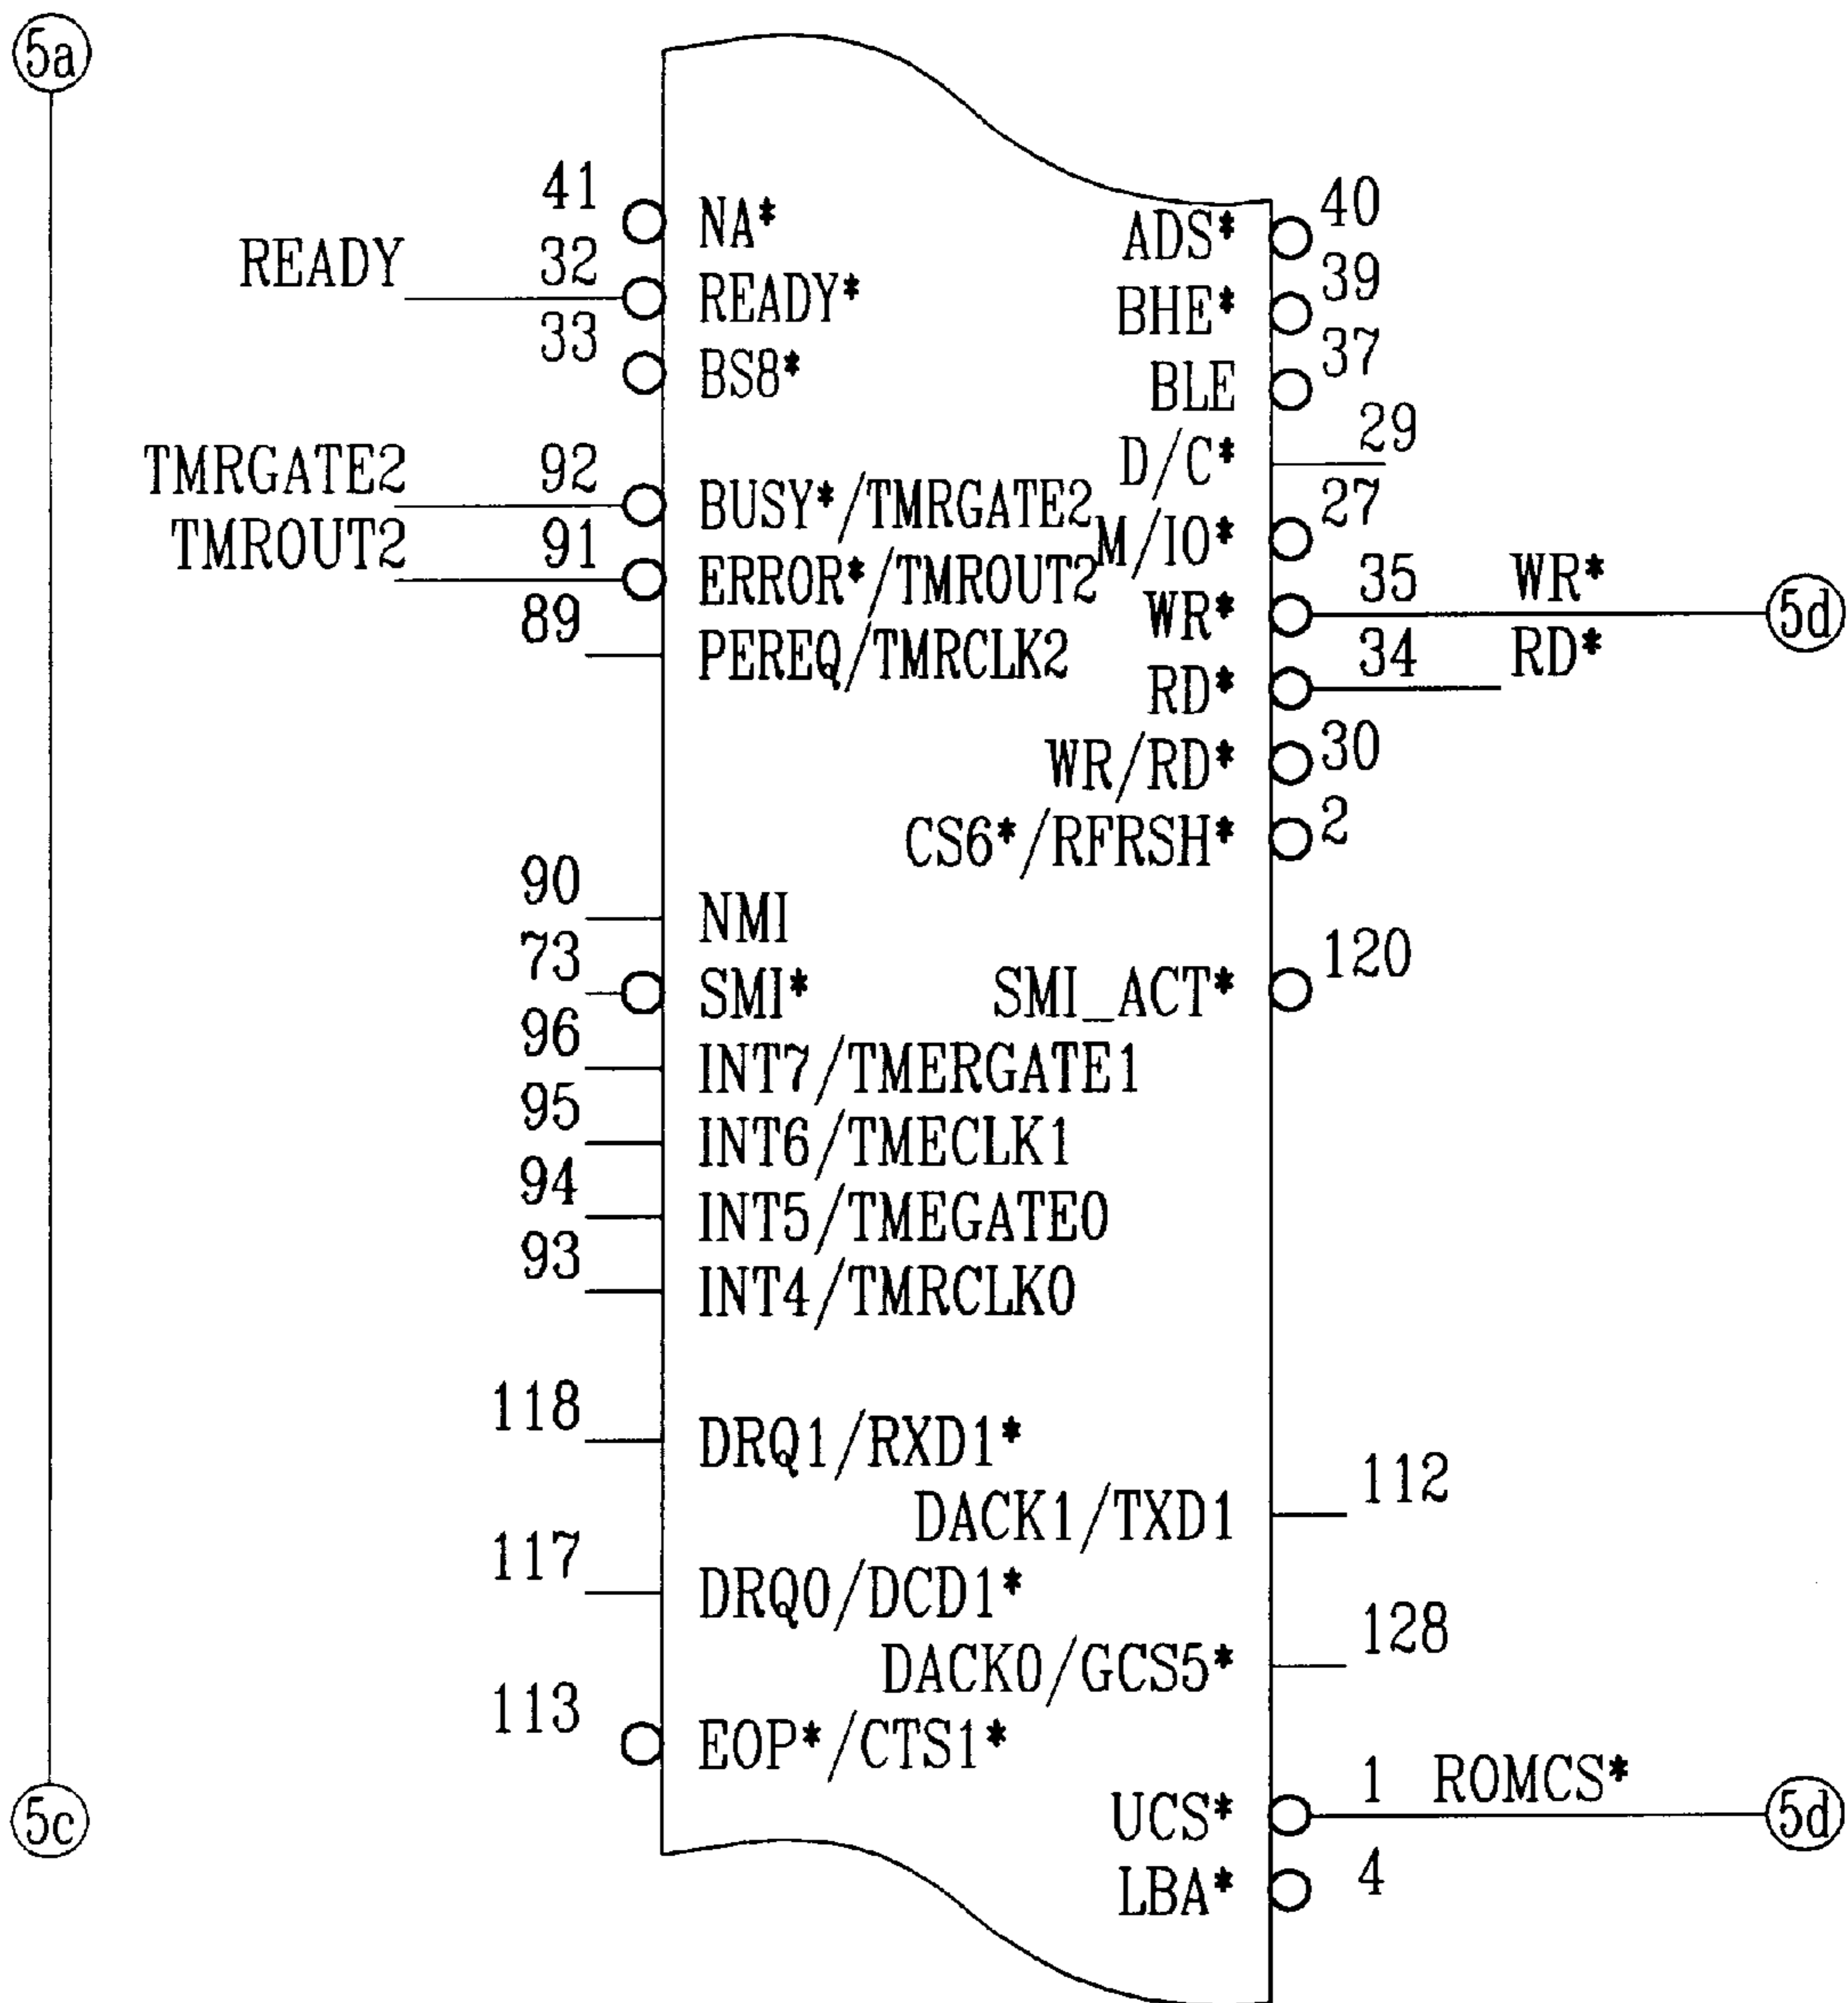 5a
41 NA* ADS* 40
READY 32 READY* BHE* 39
33 BS8* BLE 37
D/C* 29
TMRGATE2 92 BUSY*/TMRGATE2 M/IO* 27
TMROUT2 91 ERROR*/TMROUT2 WR* 35 WR* 5d
89 PEREQ/TMRCLK2 RD* 34 RD*
WR/RD* 30
CS6*/RFRSH* 2
90 NMI
73 SMI* SMI_ACT* 120
96 INT7/TMERGATE1
95 INT6/TMECLK1
94 INT5/TMEGATE0
93 INT4/TMRCLK0
118 DRQ1/RXD1*
DACK1/TXD1 112
117 DRQ0/DCD1*
DACK0/GCS5* 128
113 EOP*/CTS1*
5c UCS* 1 ROMCS* 5d
LBA* 4